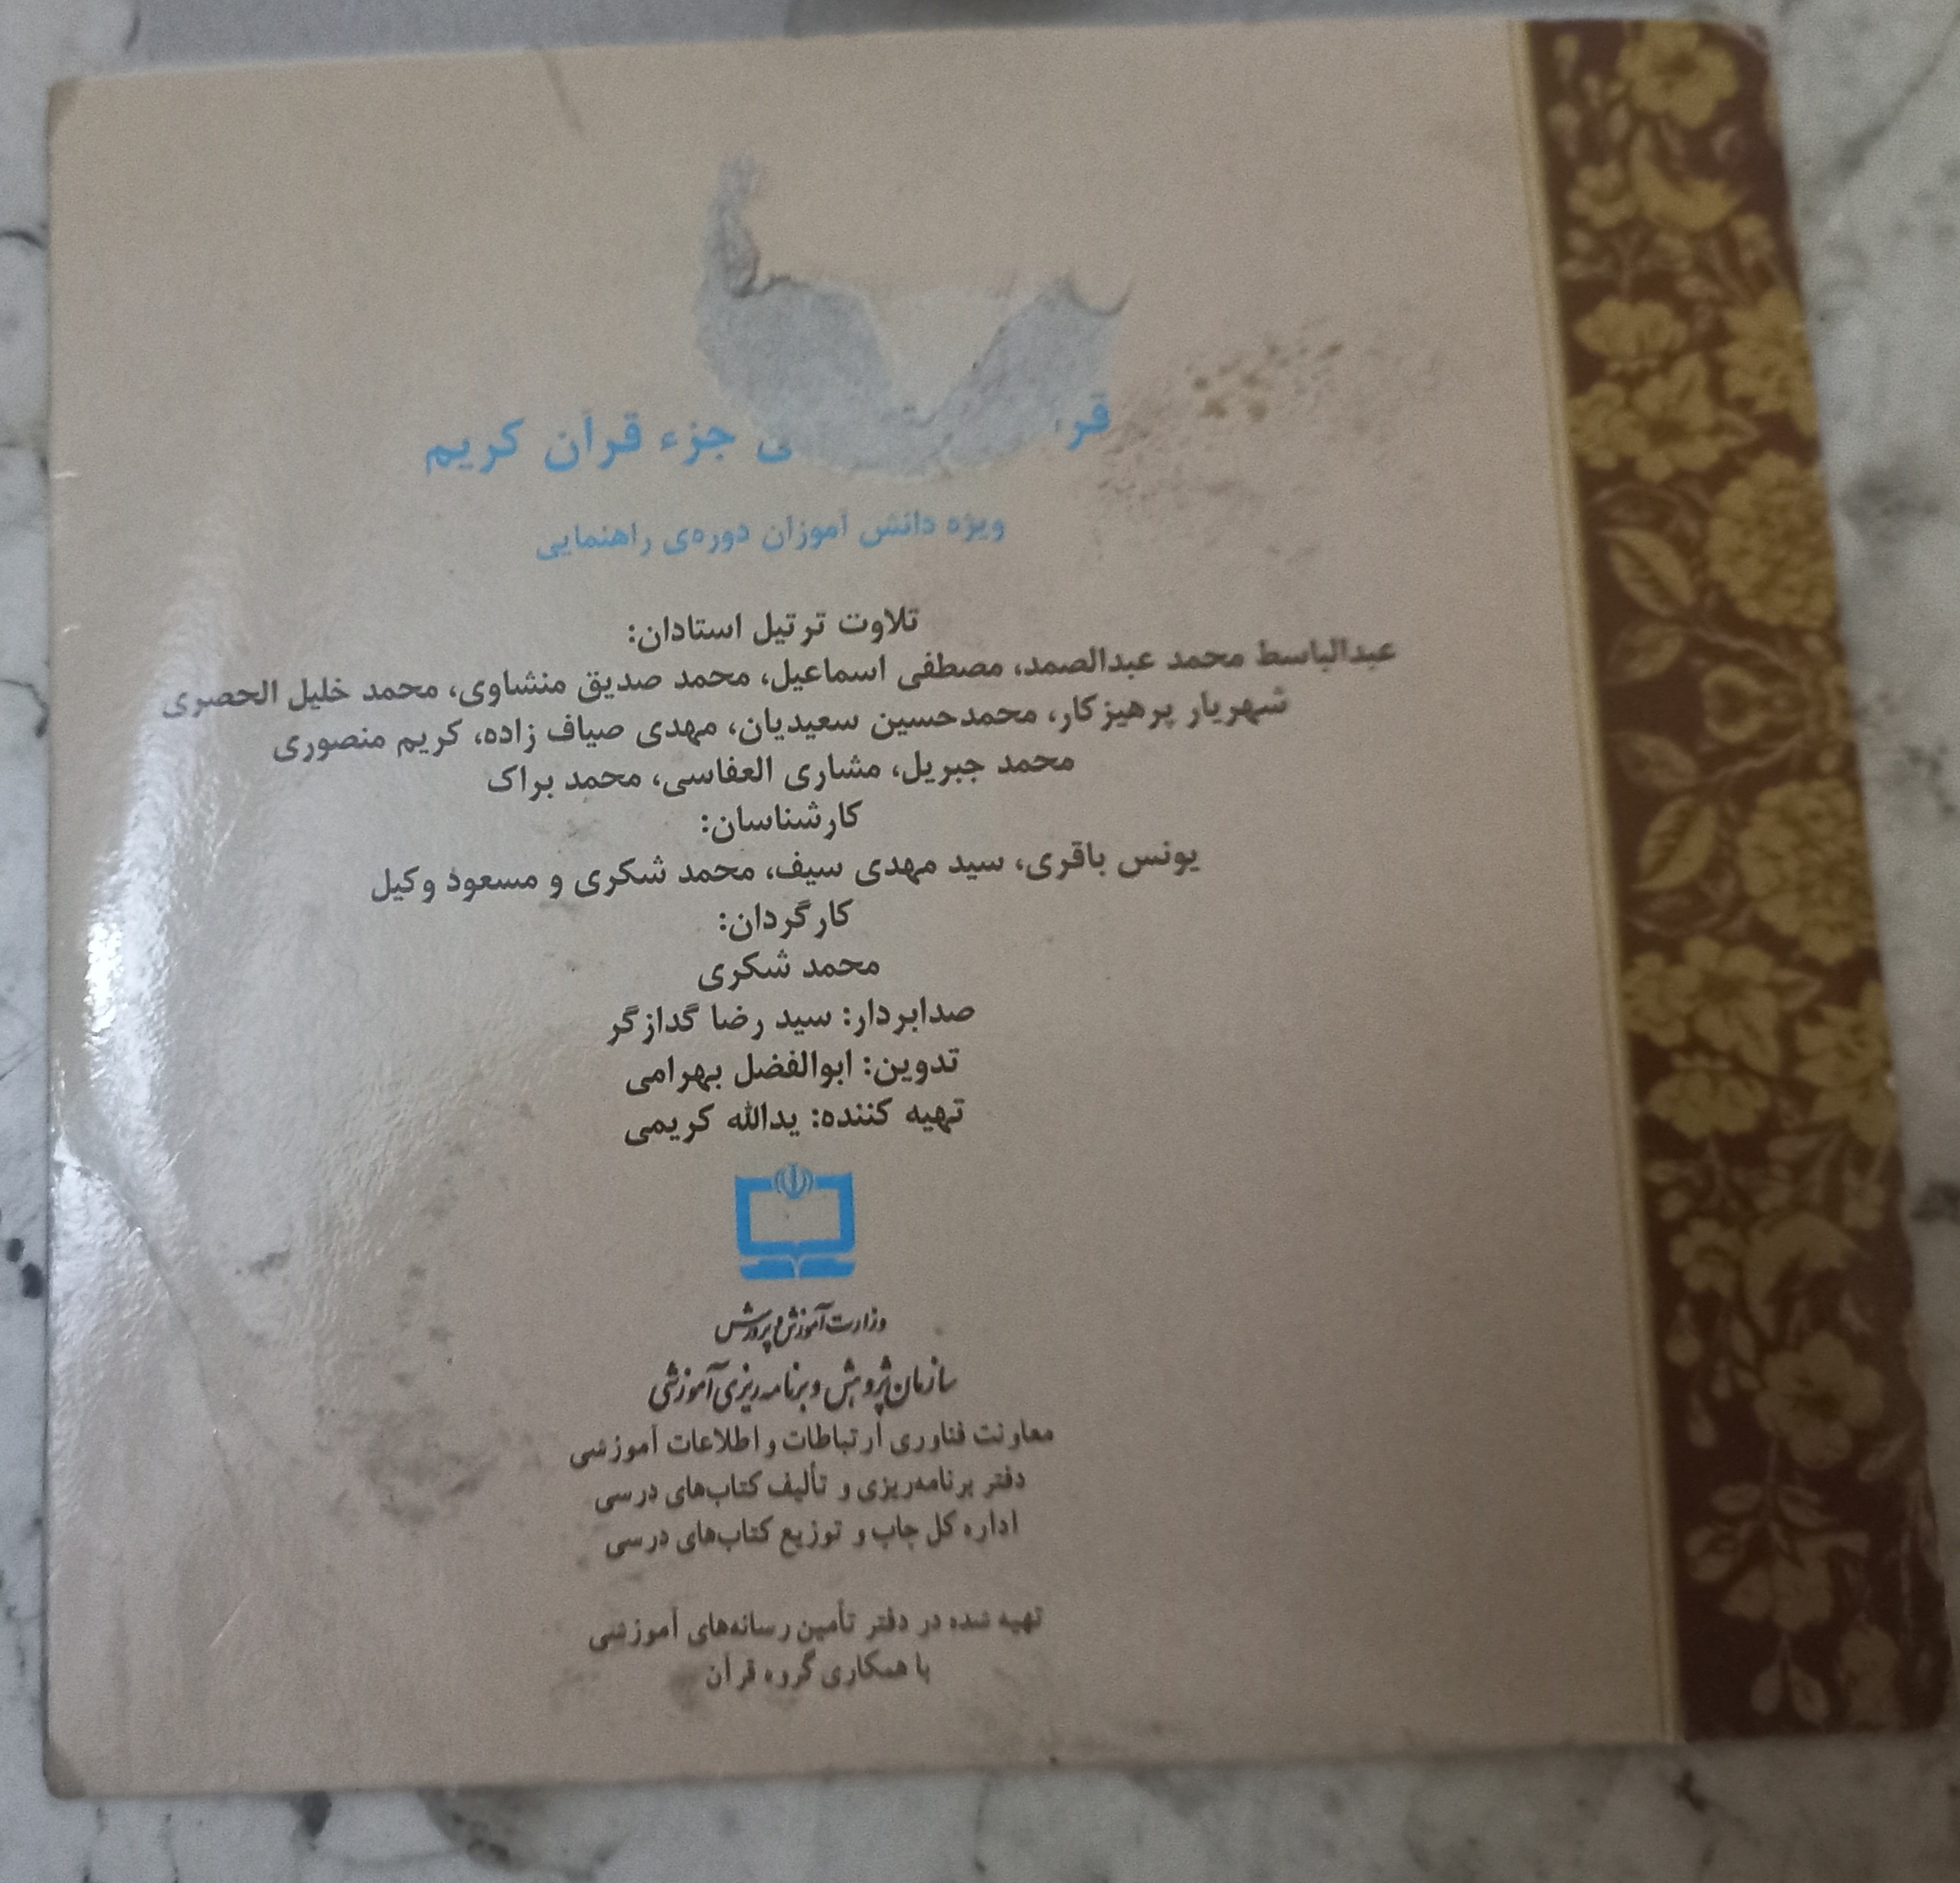 جزء قرآن کریم
ویژه دانش آموزان دوره‌ی راهنمایی
تلاوت ترتیل استادان:
عبدالباسط محمد عبدالصمد، مصطفی اسماعیل، محمد صدیق منشاوی، محمد خلیل الحصری
شهریار پرهیزکار، محمدحسین سعیدیان، مهدی صیاف زاده، کریم منصوری
محمد جبریل، مشاری العفاسی، محمد براک
کارشناسان:
یونس باقری، سید مهدی سیف، محمد شکری و مسعود وکیل
کارگردان:
محمد شکری
صدابردار: سید رضا گدازگر
تدوین: ابوالفضل بهرامی
تهیه کننده: یدالله کریمی
وزارت آموزش و پرورش
سازمان پژوهش و برنامه ریزی آموزشی
معاونت فناوری ارتباطات و اطلاعات آموزشی
دفتر برنامه‌ریزی و تألیف کتاب‌های درسی
اداره کل چاپ و توزیع کتاب‌های درسی
تهیه شده در دفتر تأمین رسانه‌های آموزشی
با همکاری گروه قرآن